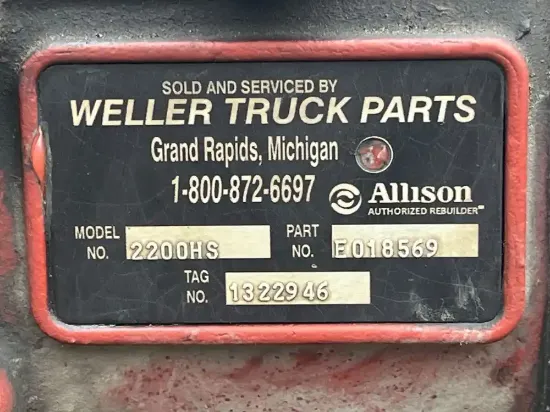 SOLD AND SERVICED BY
WELLER TRUCK PARTS
Grand Rapids, Michigan
1-800-872-6697
Allison
AUTHORIZED REBUILDER
MODEL NO. 2200HS
PART NO. E018569
TAG NO. 1322946